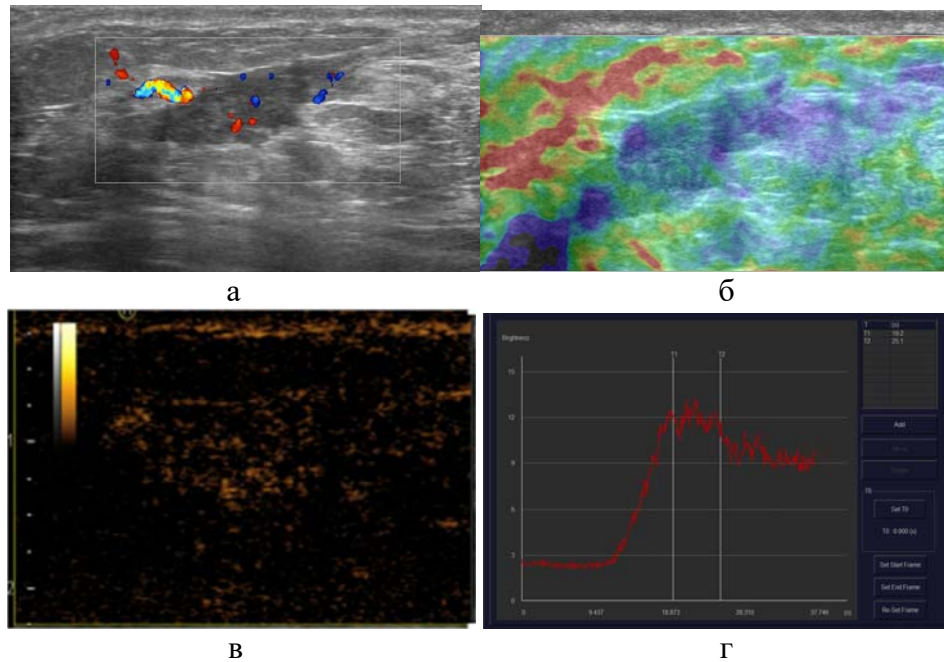 а
б
в
Brightness
T1
T2
15
12
9
6
3
0
0
9.437
18.873
28.310
37.746
(s)
T
(s)
T1
19.2
T2
25.1
Add
Delete
T0
Set T0
T0 : 0.000 (s)
Set Start Frame
Set End Frame
Re-Set Frame
г